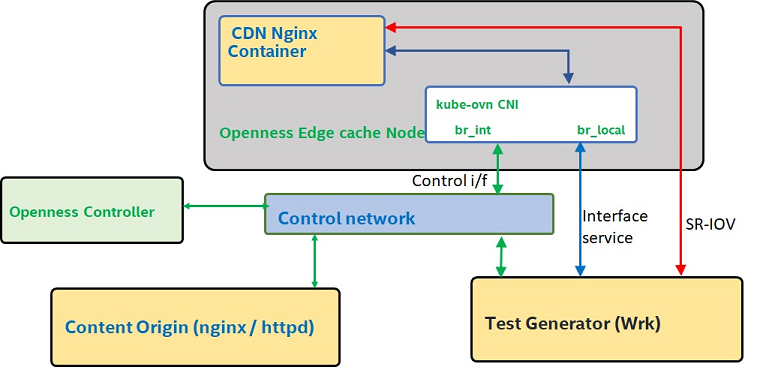 CDN Nginx
Container
kube-ovn CNI
br_int br_local
Openness Edge cache Node
Control i/f
Openness Controller
Control network
Interface
service
SR-IOV
Content Origin (nginx / httpd)
Test Generator (Wrk)